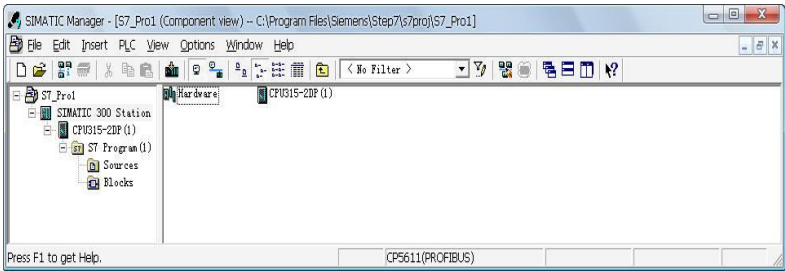 SIMATIC Manager - [S7_Pro1 (Component view) -- C:\Program Files\Siemens\Step7\s7proj\S7_Pro1]
File Edit Insert PLC View Options Window Help
< No Filter >
S7_Pro1
SIMATIC 300 Station
CPU315-2DP(1)
S7 Program(1)
Sources
Blocks
Hardware CPU315-2DP(1)
Press F1 to get Help. CP5611(PROFIBUS)